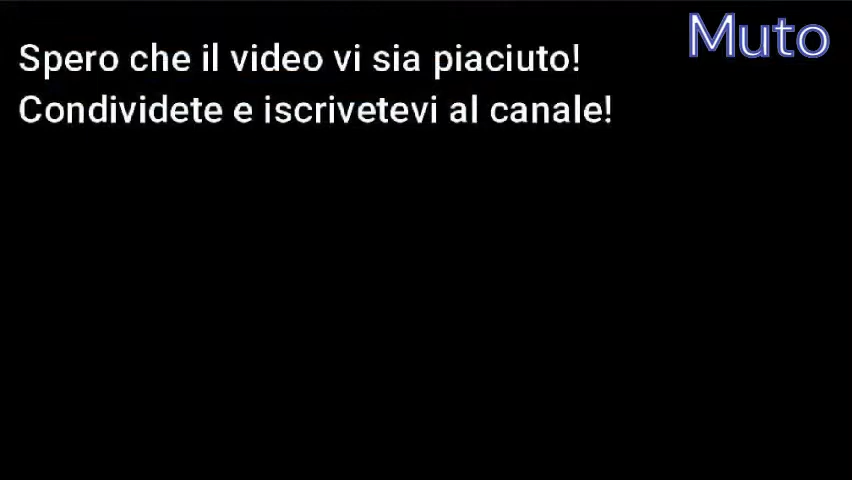 Muto
Spero che il video vi sia piaciuto!
Condividete e iscrivetevi al canale!